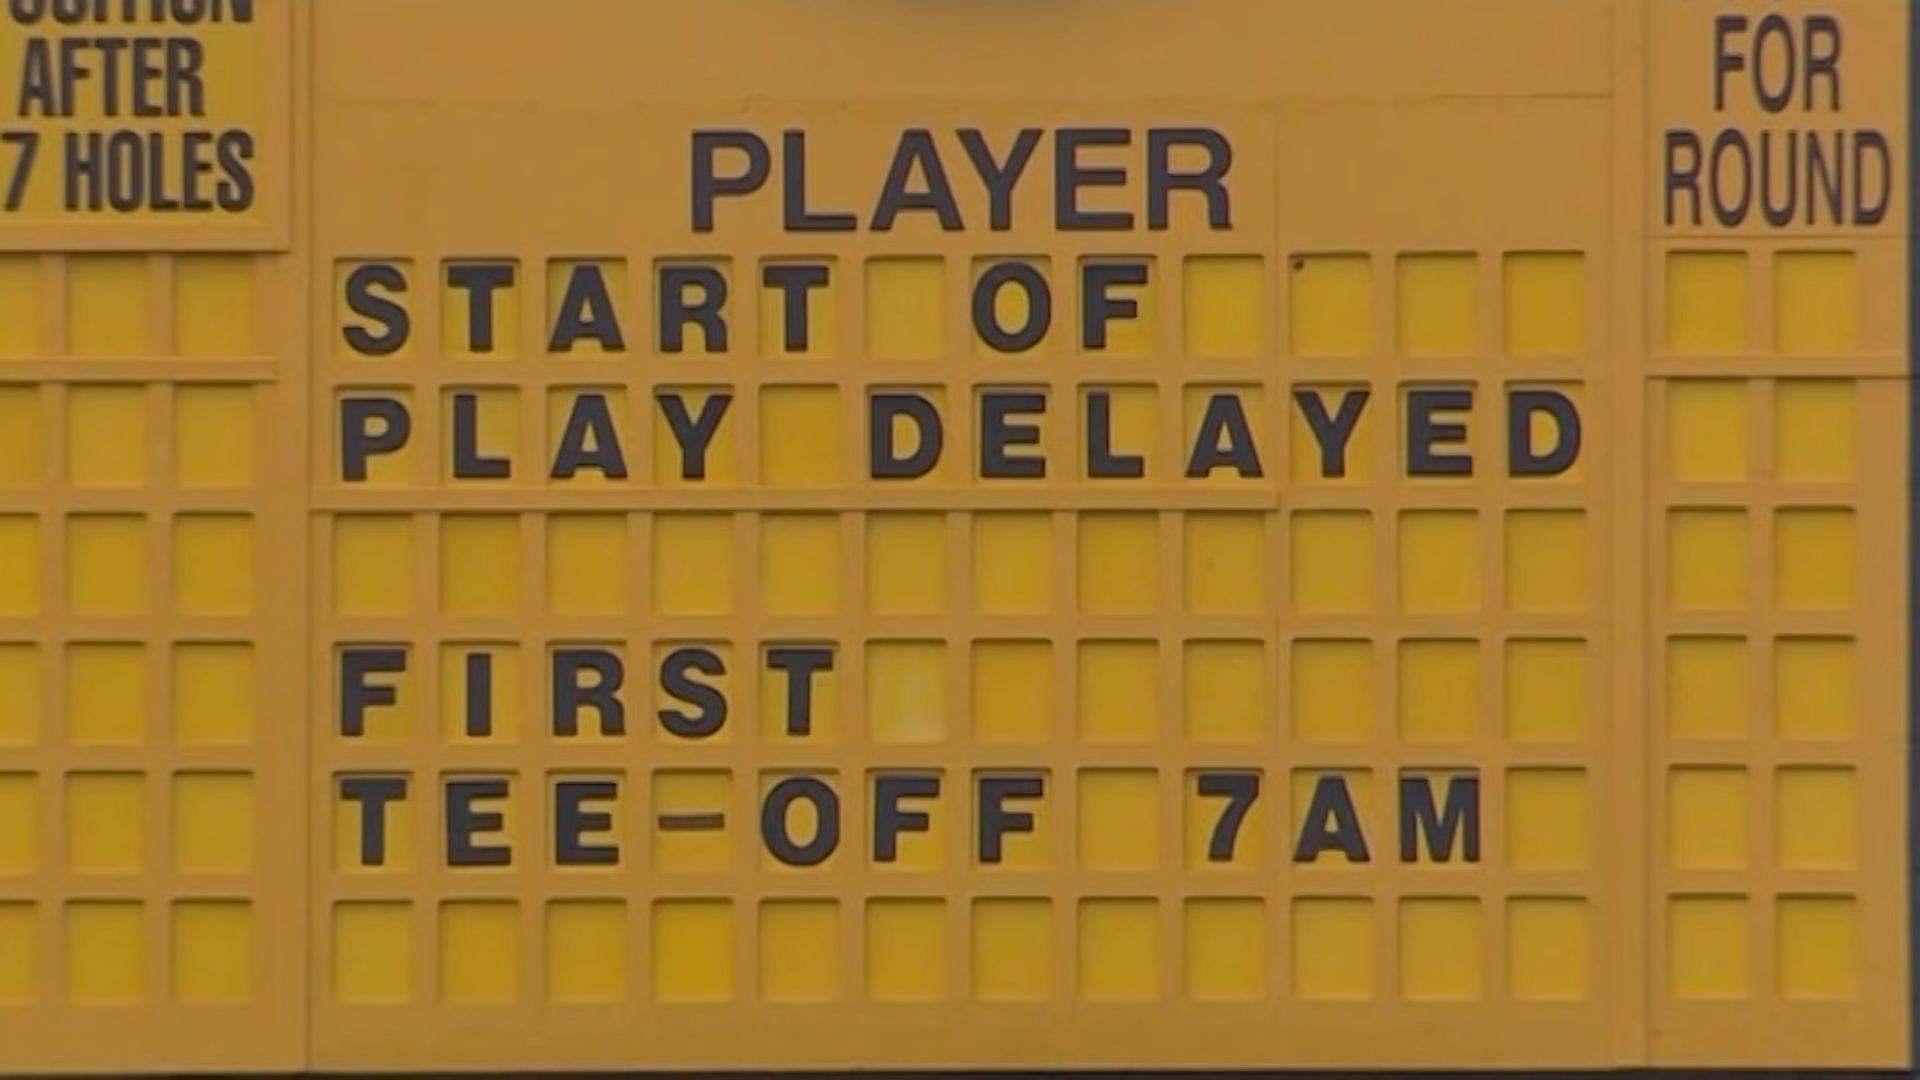 AFTER
7 HOLES
PLAYER
START OF
PLAY DELAYED
FIRST
TEE-OFF 7AM
FOR
ROUND